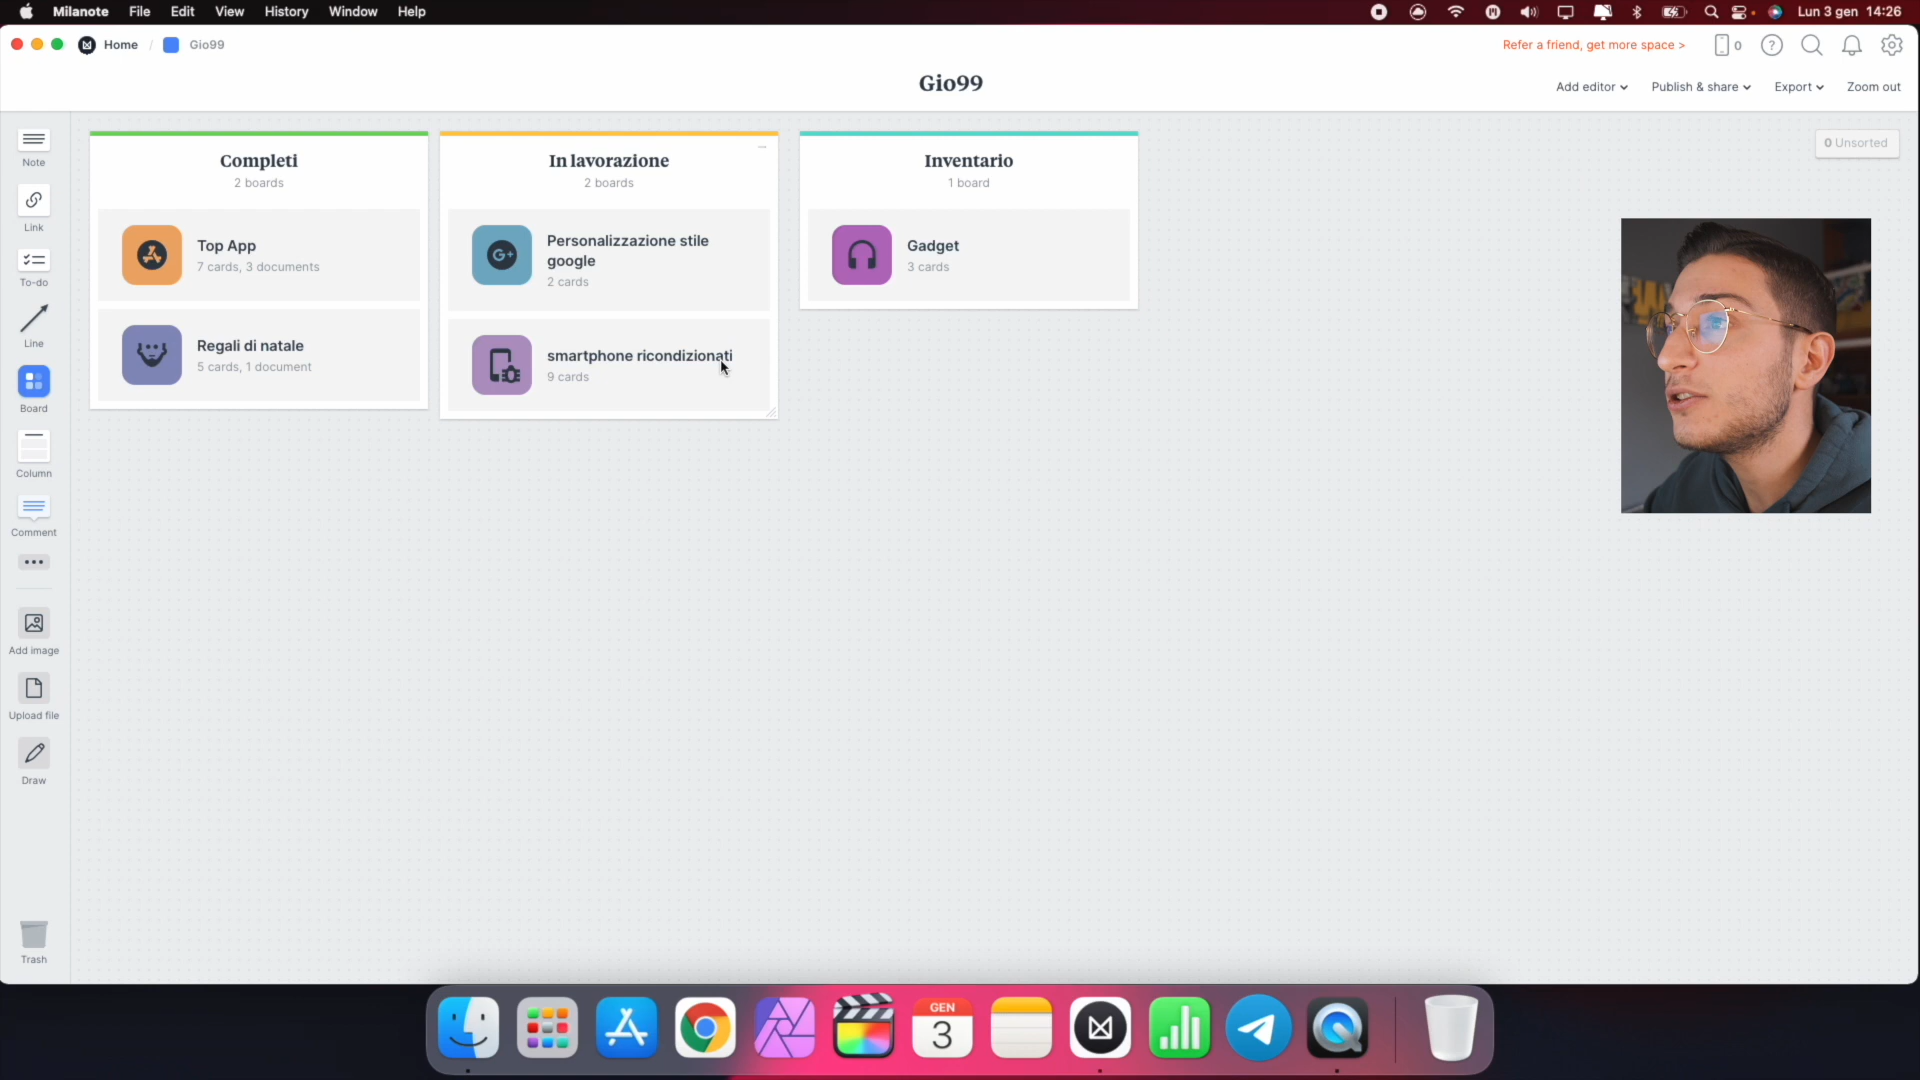 Milanote File Edit View History Window Help
Lun 3 gen 14:26
Home / Gio99
Refer a friend, get more space >
0
?
Gio99
Add editor
Publish & share
Export
Zoom out
Note
Link
To-do
Line
Board
Column
Comment
Add image
Upload file
Draw
Trash
Completi
2 boards
Top App
7 cards, 3 documents
Regali di natale
5 cards, 1 document
In lavorazione
2 boards
G+
Personalizzazione stile
google
2 cards
smartphone ricondizionati
9 cards
Inventario
1 board
Gadget
3 cards
0 Unsorted
GEN
3